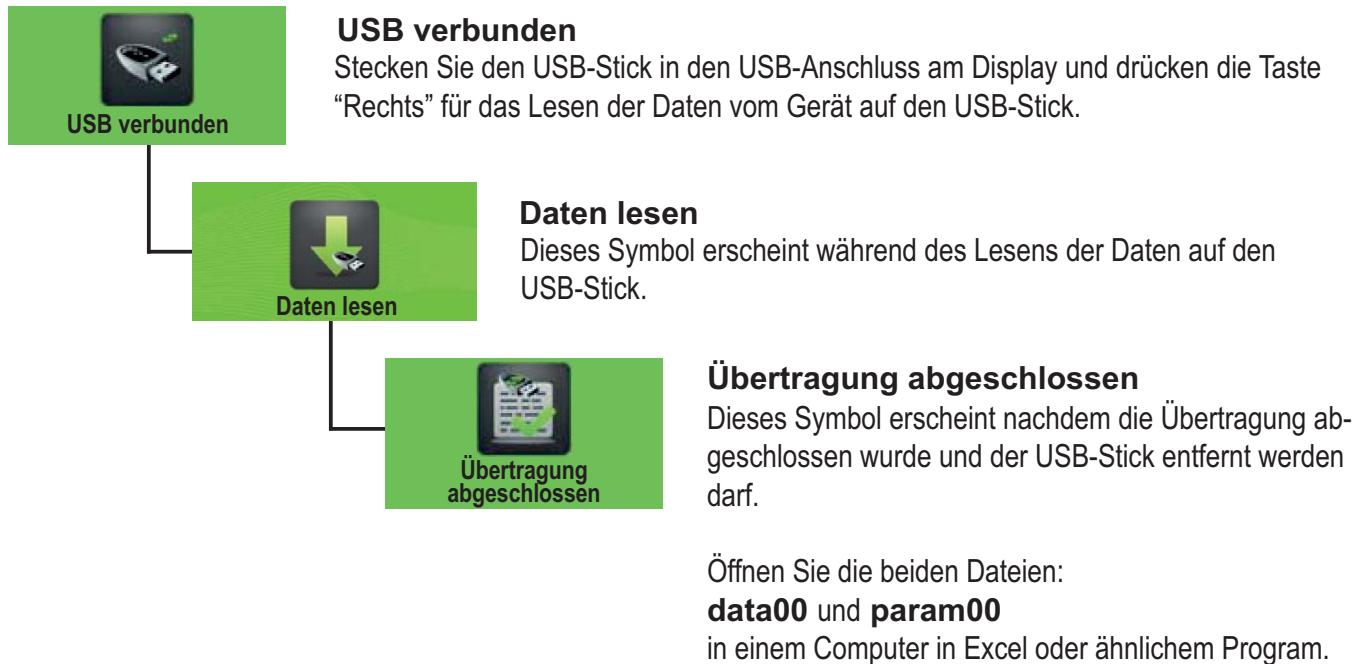 USB verbunden
USB verbunden
Stecken Sie den USB-Stick in den USB-Anschluss am Display und drücken die Taste
“Rechts” für das Lesen der Daten vom Gerät auf den USB-Stick.
Daten lesen
Daten lesen
Dieses Symbol erscheint während des Lesens der Daten auf den
USB-Stick.
Übertragung
abgeschlossen
Übertragung abgeschlossen
Dieses Symbol erscheint nachdem die Übertragung ab-
geschlossen wurde und der USB-Stick entfernt werden
darf.
Öffnen Sie die beiden Dateien:
data00 und param00
in einem Computer in Excel oder ähnlichem Program.